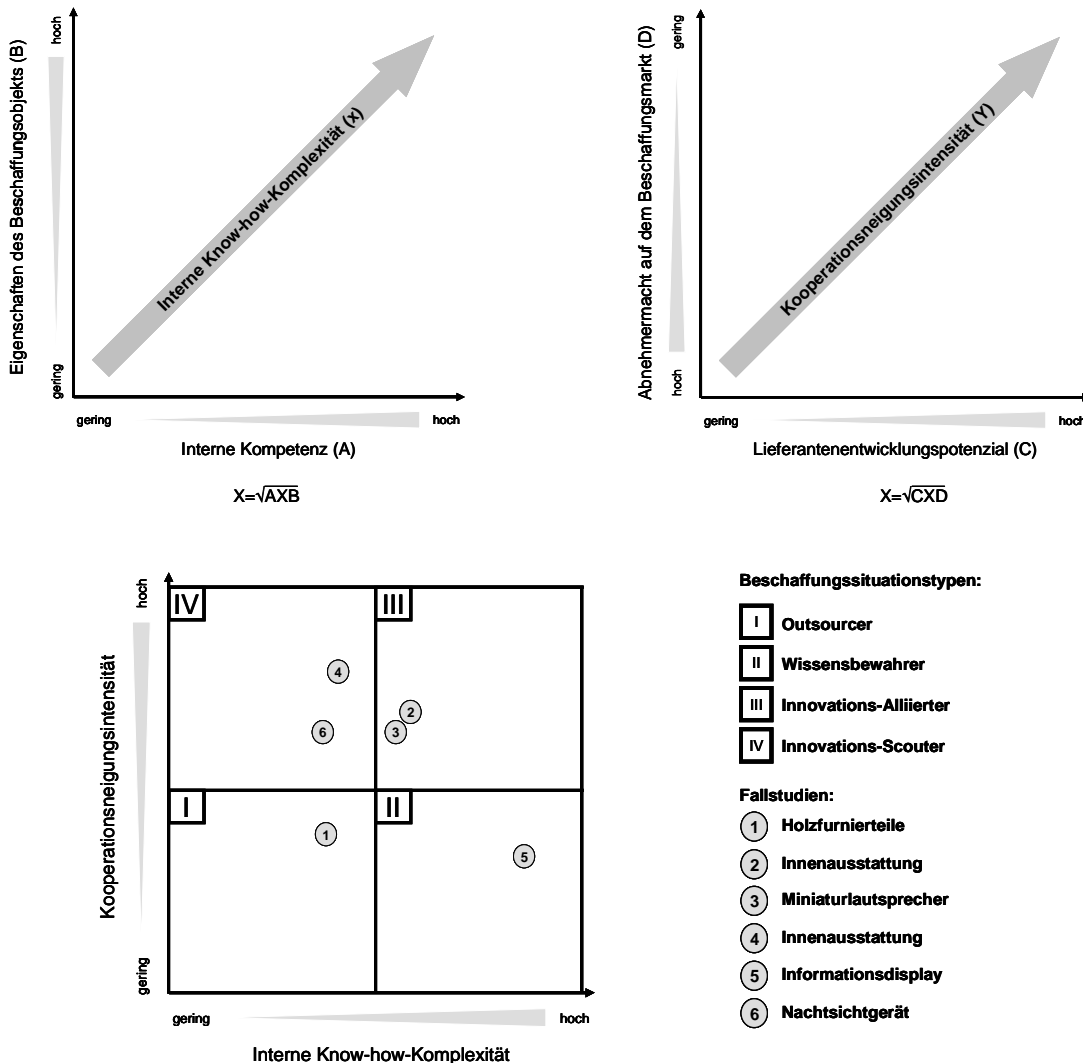 Eigenschaften des Beschaffungsobjekts (B)
hoch
gering
Interne Know-how-Komplexität (x)
gering
hoch
Interne Kompetenz (A)
X=√AXB
Abnehmermacht auf dem Beschaffungsmarkt (D)
gering
hoch
Kooperationsneigungsintensität (Y)
gering
hoch
Lieferantenentwicklungspotenzial (C)
X=√CXD
Kooperationsneigungsintensität
hoch
gering
IV
III
4
2
6
3
I
II
1
5
gering
hoch
Interne Know-how-Komplexität
Beschaffungssituationstypen:
I Outsourcer
II Wissensbewahrer
III Innovations-Alliierter
IV Innovations-Scouter
Fallstudien:
1 Holzfurnierteile
2 Innenausstattung
3 Miniaturlautsprecher
4 Innenausstattung
5 Informationsdisplay
6 Nachtsichtgerät